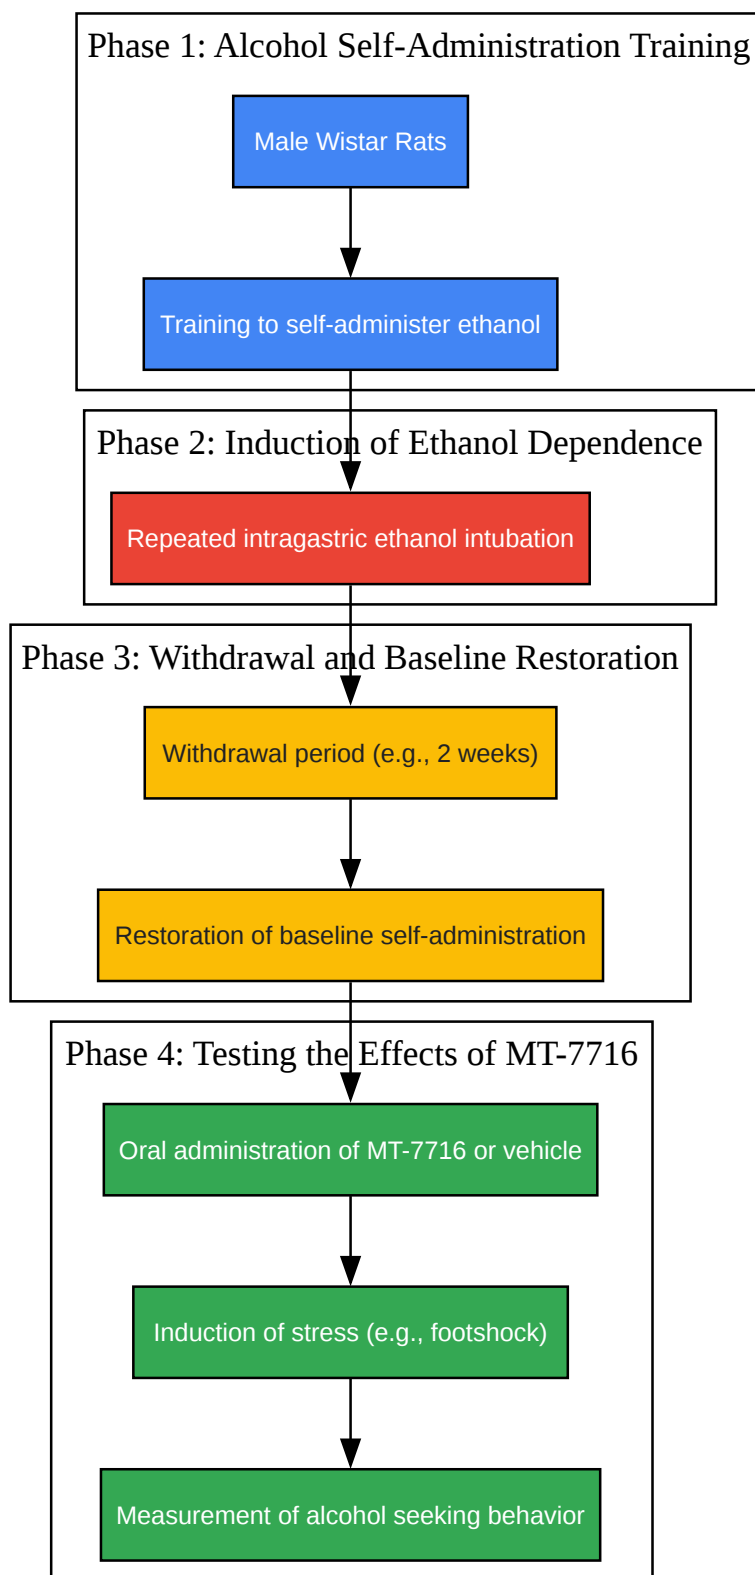 Phase 1: Alcohol Self-Administration Training
Male Wistar Rats
Training to self-administer ethanol
Phase 2: Induction of Ethanol Dependence
Repeated intragastric ethanol intubation
Phase 3: Withdrawal and Baseline Restoration
Withdrawal period (e.g., 2 weeks)
Restoration of baseline self-administration
Phase 4: Testing the Effects of MT-7716
Oral administration of MT-7716 or vehicle
Induction of stress (e.g., footshock)
Measurement of alcohol seeking behavior